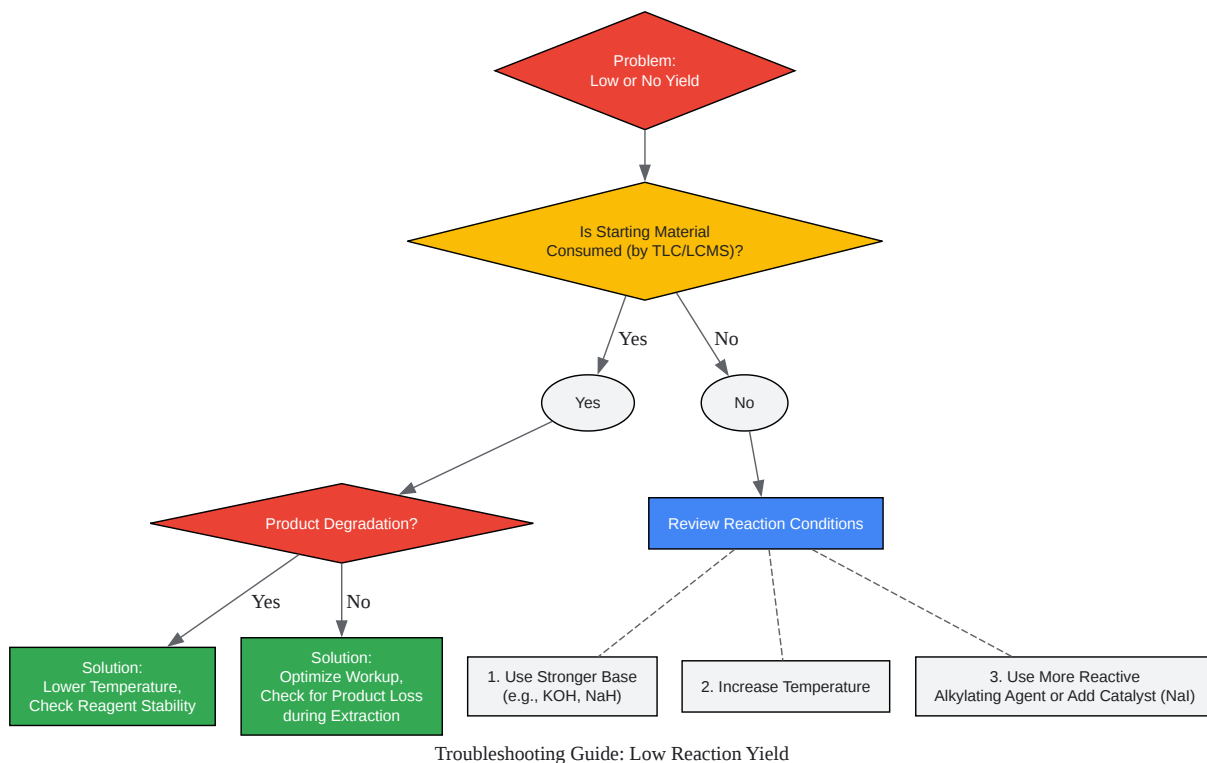 Problem:
Low or No Yield
Is Starting Material
Consumed (by TLC/LCMS)?
Yes
No
Yes
No
Product Degradation?
Review Reaction Conditions
Yes
No
Solution:
Lower Temperature,
Check Reagent Stability
Solution:
Optimize Workup,
Check for Product Loss
during Extraction
1. Use Stronger Base
(e.g., KOH, NaH)
2. Increase Temperature
3. Use More Reactive
Alkylating Agent or Add Catalyst (NaI)
Troubleshooting Guide: Low Reaction Yield